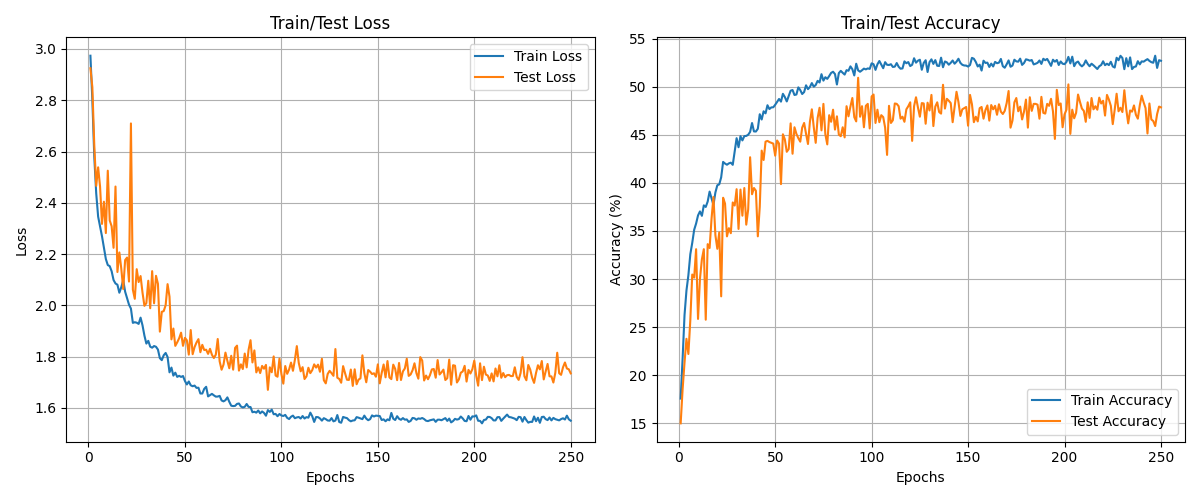 Train/Test Loss
3.0
2.8
2.6
2.4
2.2
2.0
1.8
1.6
Loss
0
50
100
150
200
250
Epochs
Train Loss
Test Loss
Train/Test Accuracy
55
50
45
40
35
30
25
20
15
Accuracy (%)
0
50
100
150
200
250
Epochs
Train Accuracy
Test Accuracy